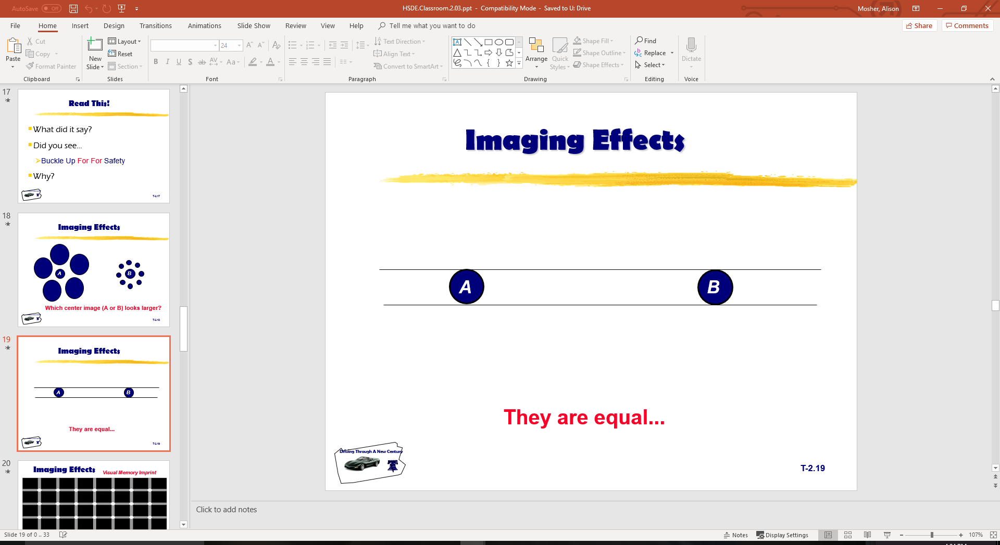 AutoSave Off
HSDE.Classroom.2.03.ppt - Compatibility Mode - Saved to U: Drive
Mosher, Alison
File Home Insert Design Transitions Animations Slide Show Review View Help Tell me what you want to do
Share Comments
Paste
Cut
Copy
Format Painter
Clipboard
New Slide
Layout
Reset
Section
Slides
24
B I U S ab AV Aa A
Font
Text Direction
Align Text
Convert to SmartArt
Paragraph
Arrange
Quick Styles
Shape Fill
Shape Outline
Shape Effects
Drawing
Find
Replace
Select
Editing
Dictate
Voice
17
Read This!
What did it say?
Did you see...
Buckle Up For For Safety
Why?
T-2.17
18
Imaging Effects
A B
Which center image (A or B) looks larger?
T-2.18
19
Imaging Effects
A B
They are equal...
T-2.19
20
Imaging Effects Visual Memory Imprint
Imaging Effects
A B
They are equal...
Driving Through A New Century
T-2.19
Click to add notes
Slide 19 of 0 .. 33
Notes Display Settings 107%